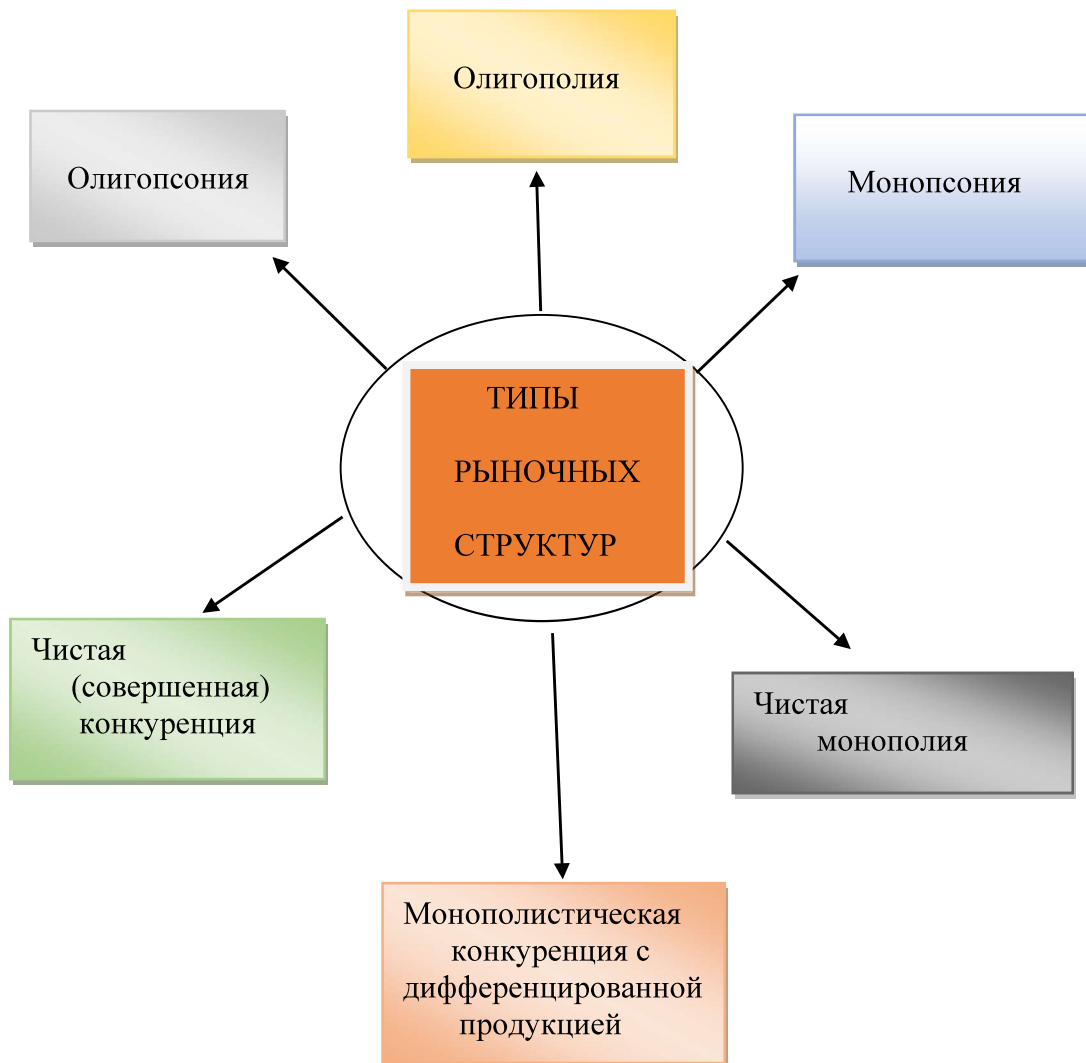 Олигополия
Олигопсония
Монопсония
ТИПЫ
РЫНОЧНЫХ
СТРУКТУР
Чистая
(совершенная)
конкуренция
Чистая
монополия
Монополистическая
конкуренция с
дифференцированной
продукцией